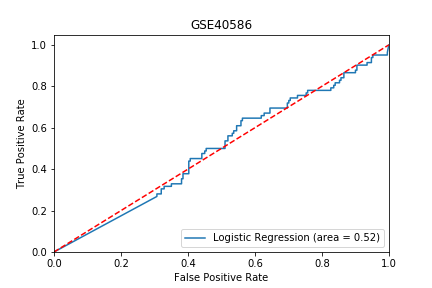 GSE40586
True Positive Rate
1.0
0.8
0.6
0.4
0.2
0.0
Logistic Regression (area = 0.52)
0.0 0.2 0.4 0.6 0.8 1.0
False Positive Rate